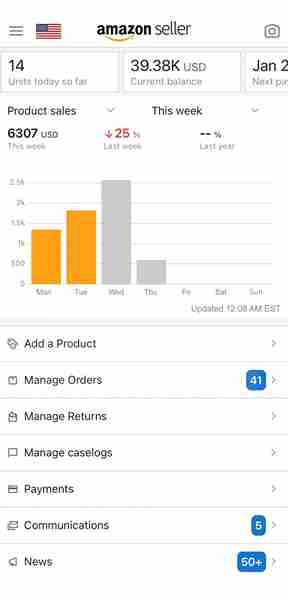 amazon seller
14
Units today so far
39.38K USD
Current balance
Jan 2
Next pa
Product sales
This week
6307 USD
This week
↓25 %
Last week
-- %
Last year
2.5k
2k
1.5k
1k
500
0
Mon Tue Wed Thu Fri Sat Sun
Updated 12:08 AM EST
Add a Product
Manage Orders 41
Manage Returns
Manage caselogs
Payments
Communications 5
News 50+